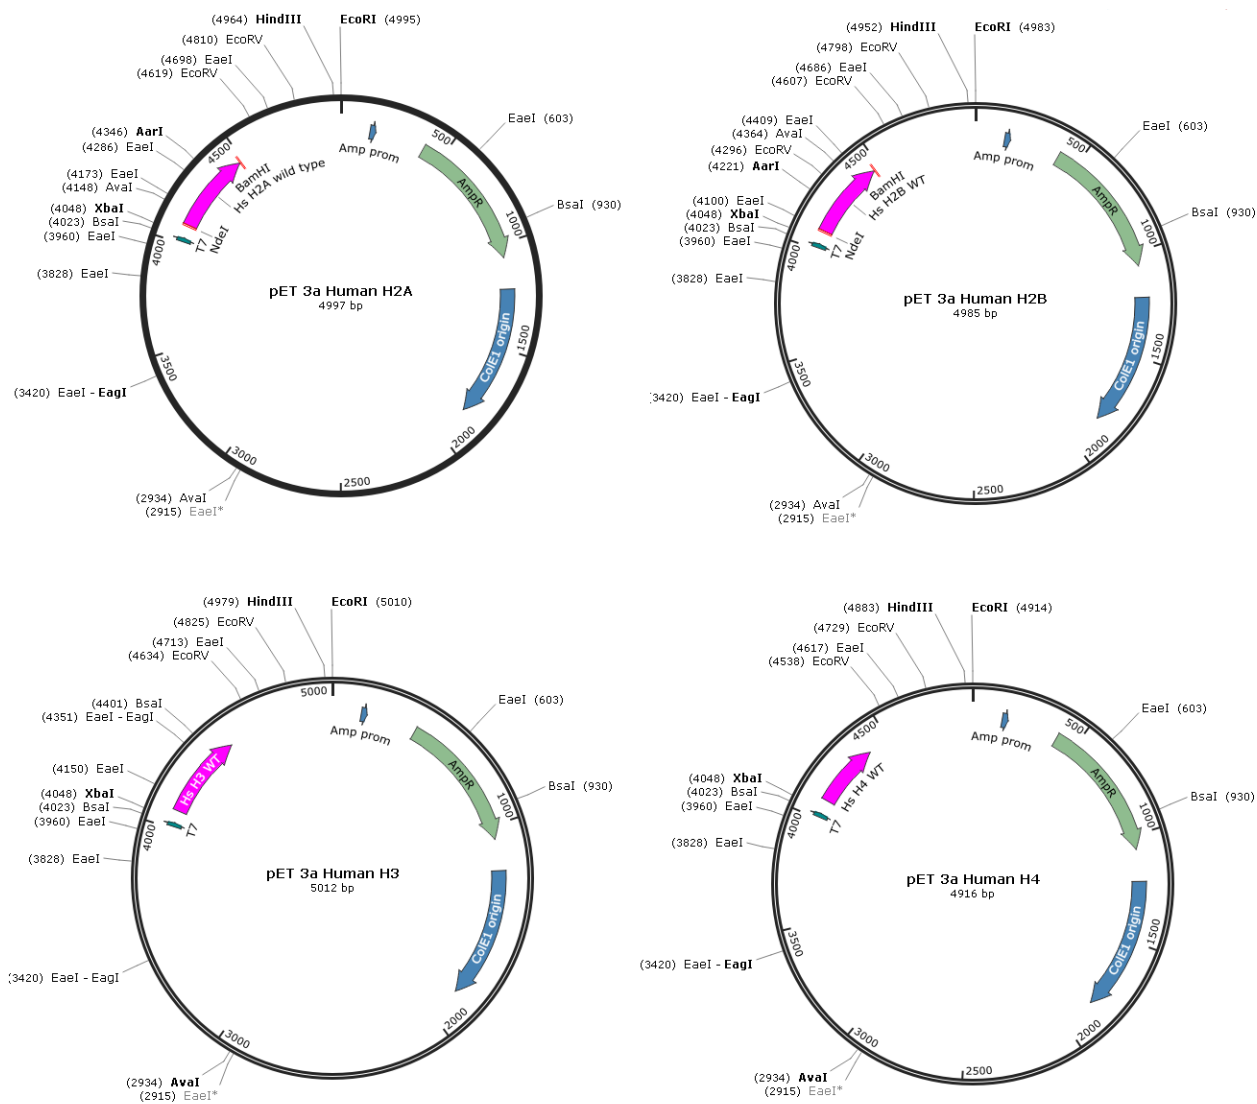 (4964) HindIII
EcoRI (4995)
(4810) EcoRV
(4698) EaeI
(4619) EcoRV
(4346) AarI
(4286) EaeI
(4173) EaeI
(4148) AvaI
(4048) XbaI
(4023) BsaI
(3960) EaeI
(3828) EaeI
(3420) EaeI - EagI
(2934) AvaI
(2915) EaeI*
EaeI (603)
BsaI (930)
Amp prom
AmpR
ColE1 origin
BamHI
Hs H2A wild type
NdeI
T7
500
1000
1500
2000
2500
3000
3500
4000
4500
pET 3a Human H2A
4997 bp
(4952) HindIII
EcoRI (4983)
(4798) EcoRV
(4686) EaeI
(4607) EcoRV
(4409) EaeI
(4364) AvaI
(4296) EcoRV
(4221) AarI
(4100) EaeI
(4048) XbaI
(4023) BsaI
(3960) EaeI
(3828) EaeI
3420) EaeI - EagI
(2934) AvaI
(2915) EaeI*
EaeI (603)
BsaI (930)
Amp prom
AmpR
ColE1 origin
BamHI
Hs H2B WT
NdeI
T7
500
1000
1500
2000
2500
3000
3500
4000
4500
pET 3a Human H2B
4985 bp
(4979) HindIII
EcoRI (5010)
(4825) EcoRV
(4713) EaeI
(4634) EcoRV
(4401) BsaI
(4351) EaeI - EagI
(4150) EaeI
(4048) XbaI
(4023) BsaI
(3960) EaeI
(3828) EaeI
(3420) EaeI - EagI
(2934) AvaI
(2915) EaeI*
EaeI (603)
BsaI (930)
Amp prom
AmpR
ColE1 origin
Hs H3 WT
T7
1000
2000
3000
4000
5000
pET 3a Human H3
5012 bp
(4883) HindIII
EcoRI (4914)
(4729) EcoRV
(4617) EaeI
(4538) EcoRV
(4048) XbaI
(4023) BsaI
(3960) EaeI
(3828) EaeI
(3420) EaeI - EagI
(2934) AvaI
(2915) EaeI*
EaeI (603)
BsaI (930)
Amp prom
AmpR
ColE1 origin
Hs H4 WT
T7
500
1000
1500
2000
2500
3000
3500
4000
4500
pET 3a Human H4
4916 bp